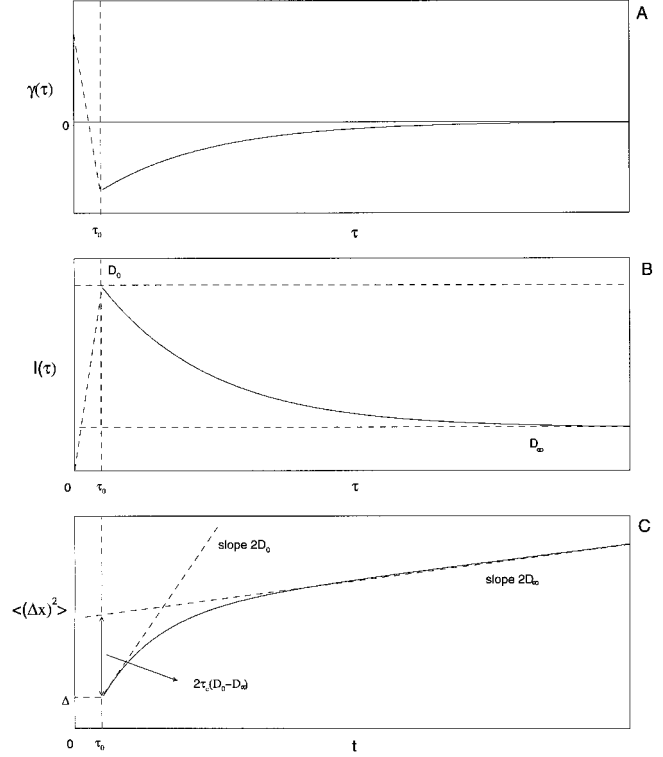 A
γ(τ)
0
τ₀
τ
B
D₀
I(τ)
D∞
0
τ₀
τ
C
slope 2D₀
slope 2D∞
<(Δx)²>
2τc(D₀-D∞)
Δ
0
τ₀
t